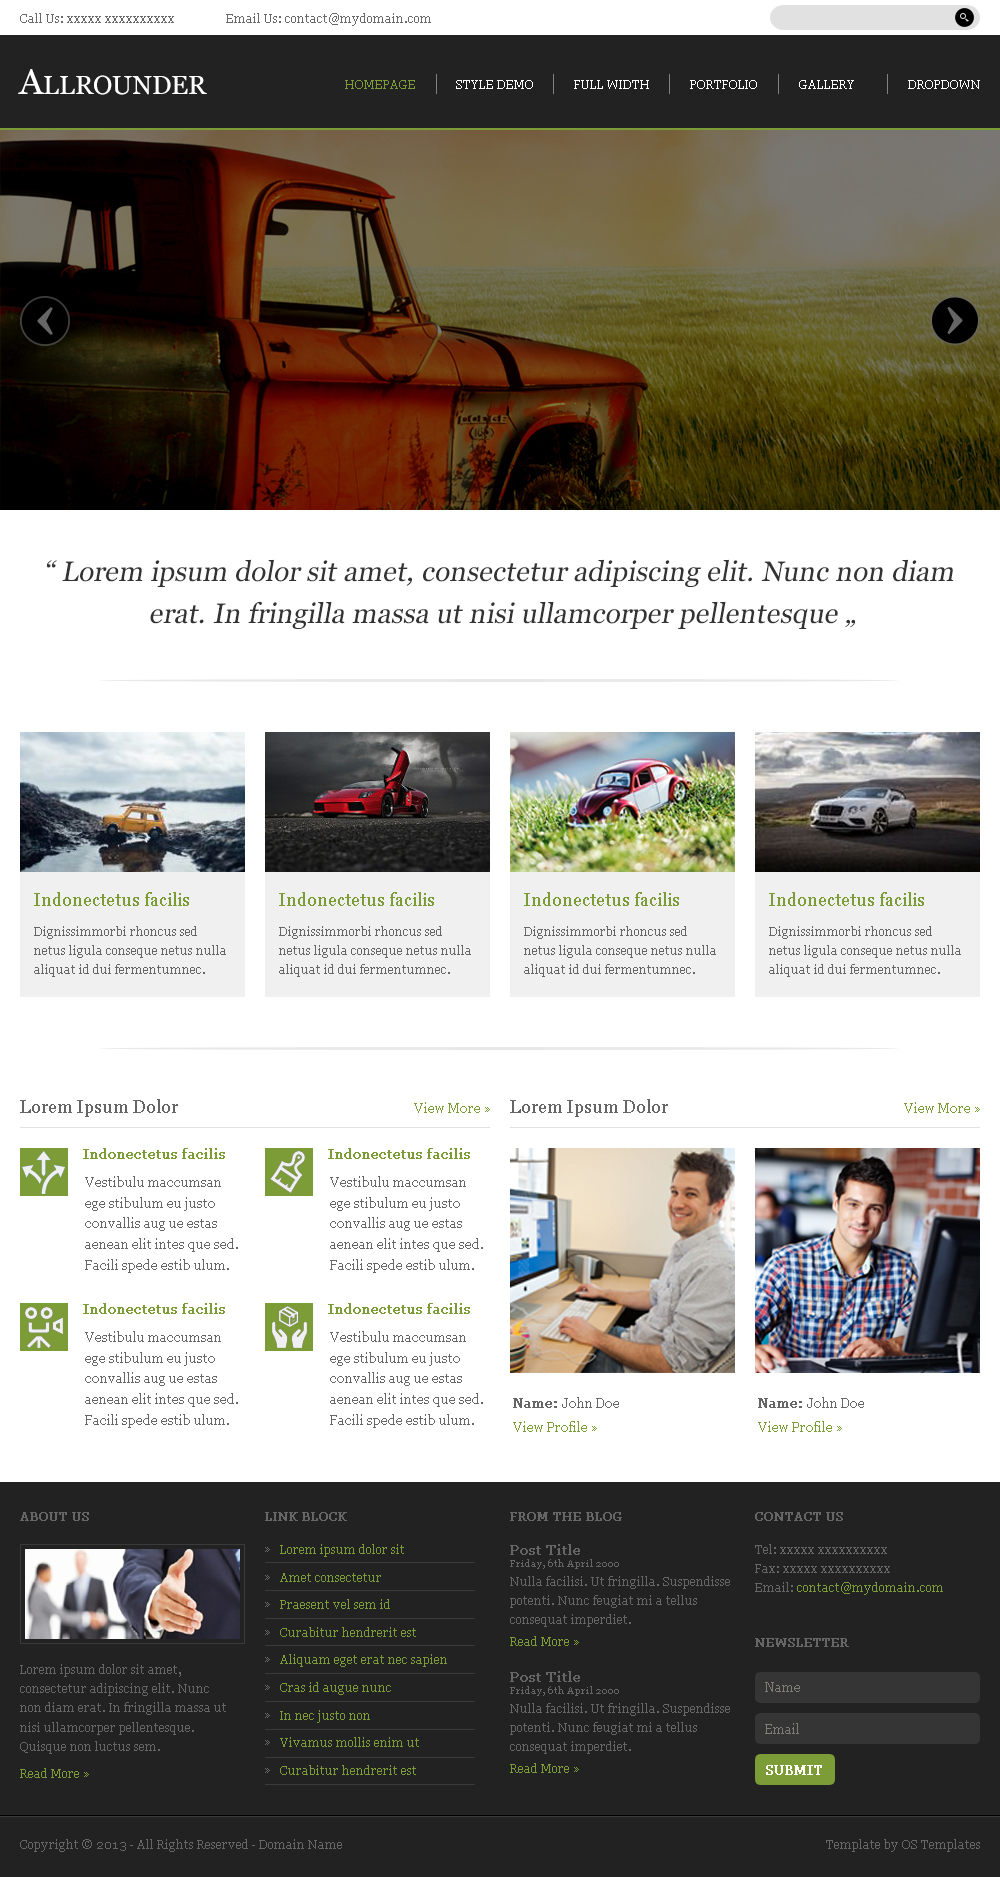 Call Us: xxxxx xxxxxxxxxx
Email Us: contact@mydomain.com
ALLROUNDER
HOMEPAGE
STYLE DEMO
FULL WIDTH
PORTFOLIO
GALLERY
DROPDOWN
“ Lorem ipsum dolor sit amet, consectetur adipiscing elit. Nunc non diam
erat. In fringilla massa ut nisi ullamcorper pellentesque „
Indonectetus facilis
Dignissimmorbi rhoncus sed
netus ligula conseque netus nulla
aliquat id dui fermentumnec.
Indonectetus facilis
Dignissimmorbi rhoncus sed
netus ligula conseque netus nulla
aliquat id dui fermentumnec.
Indonectetus facilis
Dignissimmorbi rhoncus sed
netus ligula conseque netus nulla
aliquat id dui fermentumnec.
Indonectetus facilis
Dignissimmorbi rhoncus sed
netus ligula conseque netus nulla
aliquat id dui fermentumnec.
Lorem Ipsum Dolor
View More »
Indonectetus facilis
Vestibulu maccumsan
ege stibulum eu justo
convallis aug ue estas
aenean elit intes que sed.
Facili spede estib ulum.
Indonectetus facilis
Vestibulu maccumsan
ege stibulum eu justo
convallis aug ue estas
aenean elit intes que sed.
Facili spede estib ulum.
Indonectetus facilis
Vestibulu maccumsan
ege stibulum eu justo
convallis aug ue estas
aenean elit intes que sed.
Facili spede estib ulum.
Indonectetus facilis
Vestibulu maccumsan
ege stibulum eu justo
convallis aug ue estas
aenean elit intes que sed.
Facili spede estib ulum.
Lorem Ipsum Dolor
View More »
Name: John Doe
View Profile »
Name: John Doe
View Profile »
ABOUT US
Lorem ipsum dolor sit amet,
consectetur adipiscing elit. Nunc
non diam erat. In fringilla massa ut
nisi ullamcorper pellentesque.
Quisque non luctus sem.
Read More »
LINK BLOCK
» Lorem ipsum dolor sit
» Amet consectetur
» Praesent vel sem id
» Curabitur hendrerit est
» Aliquam eget erat nec sapien
» Cras id augue nunc
» In nec justo non
» Vivamus mollis enim ut
» Curabitur hendrerit est
FROM THE BLOG
Post Title
Friday, 6th April 2000
Nulla facilisi. Ut fringilla. Suspendisse
potenti. Nunc feugiat mi a tellus
consequat imperdiet.
Read More »
Post Title
Friday, 6th April 2000
Nulla facilisi. Ut fringilla. Suspendisse
potenti. Nunc feugiat mi a tellus
consequat imperdiet.
Read More »
CONTACT US
Tel: xxxxx xxxxxxxxxx
Fax: xxxxx xxxxxxxxxx
Email: contact@mydomain.com
NEWSLETTER
Name
Email
SUBMIT
Copyright © 2013 - All Rights Reserved - Domain Name
Template by OS Templates